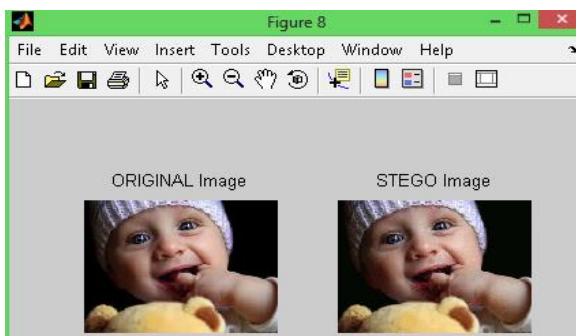 Figure 8
File Edit View Insert Tools Desktop Window Help
ORIGINAL Image STEGO Image